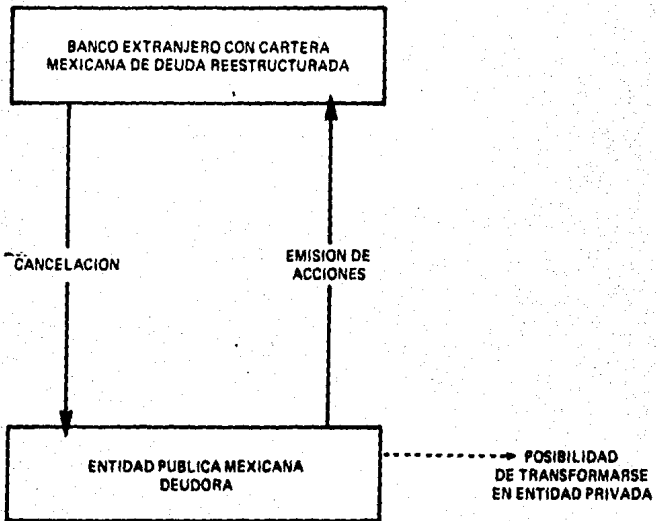 BANCO EXTRANJERO CON CARTERA
MEXICANA DE DEUDA REESTRUCTURADA
CANCELACION
EMISION DE
ACCIONES
ENTIDAD PUBLICA MEXICANA
DEUDORA
POSIBILIDAD
DE TRANSFORMARSE
EN ENTIDAD PRIVADA